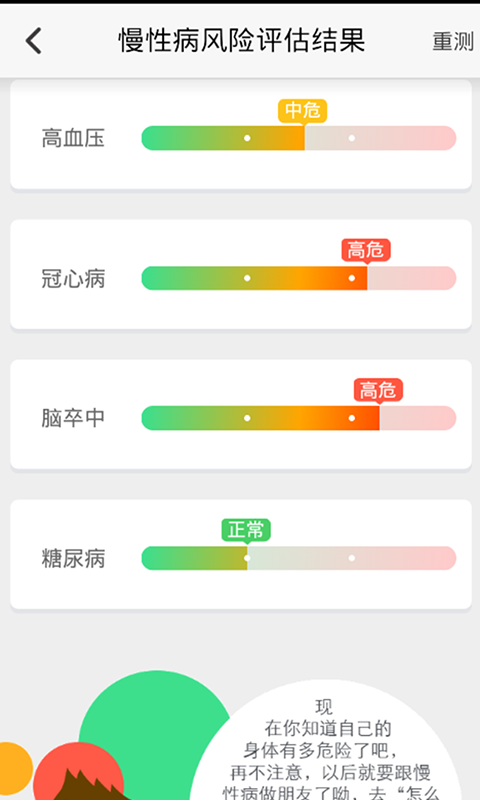 慢性病风险评估结果
重测
中危
高血压
高危
冠心病
高危
脑卒中
正常
糖尿病
现
在你知道自己的
身体有多危险了吧，
再不注意，以后就要跟慢
性病做朋友了呦，去“怎么